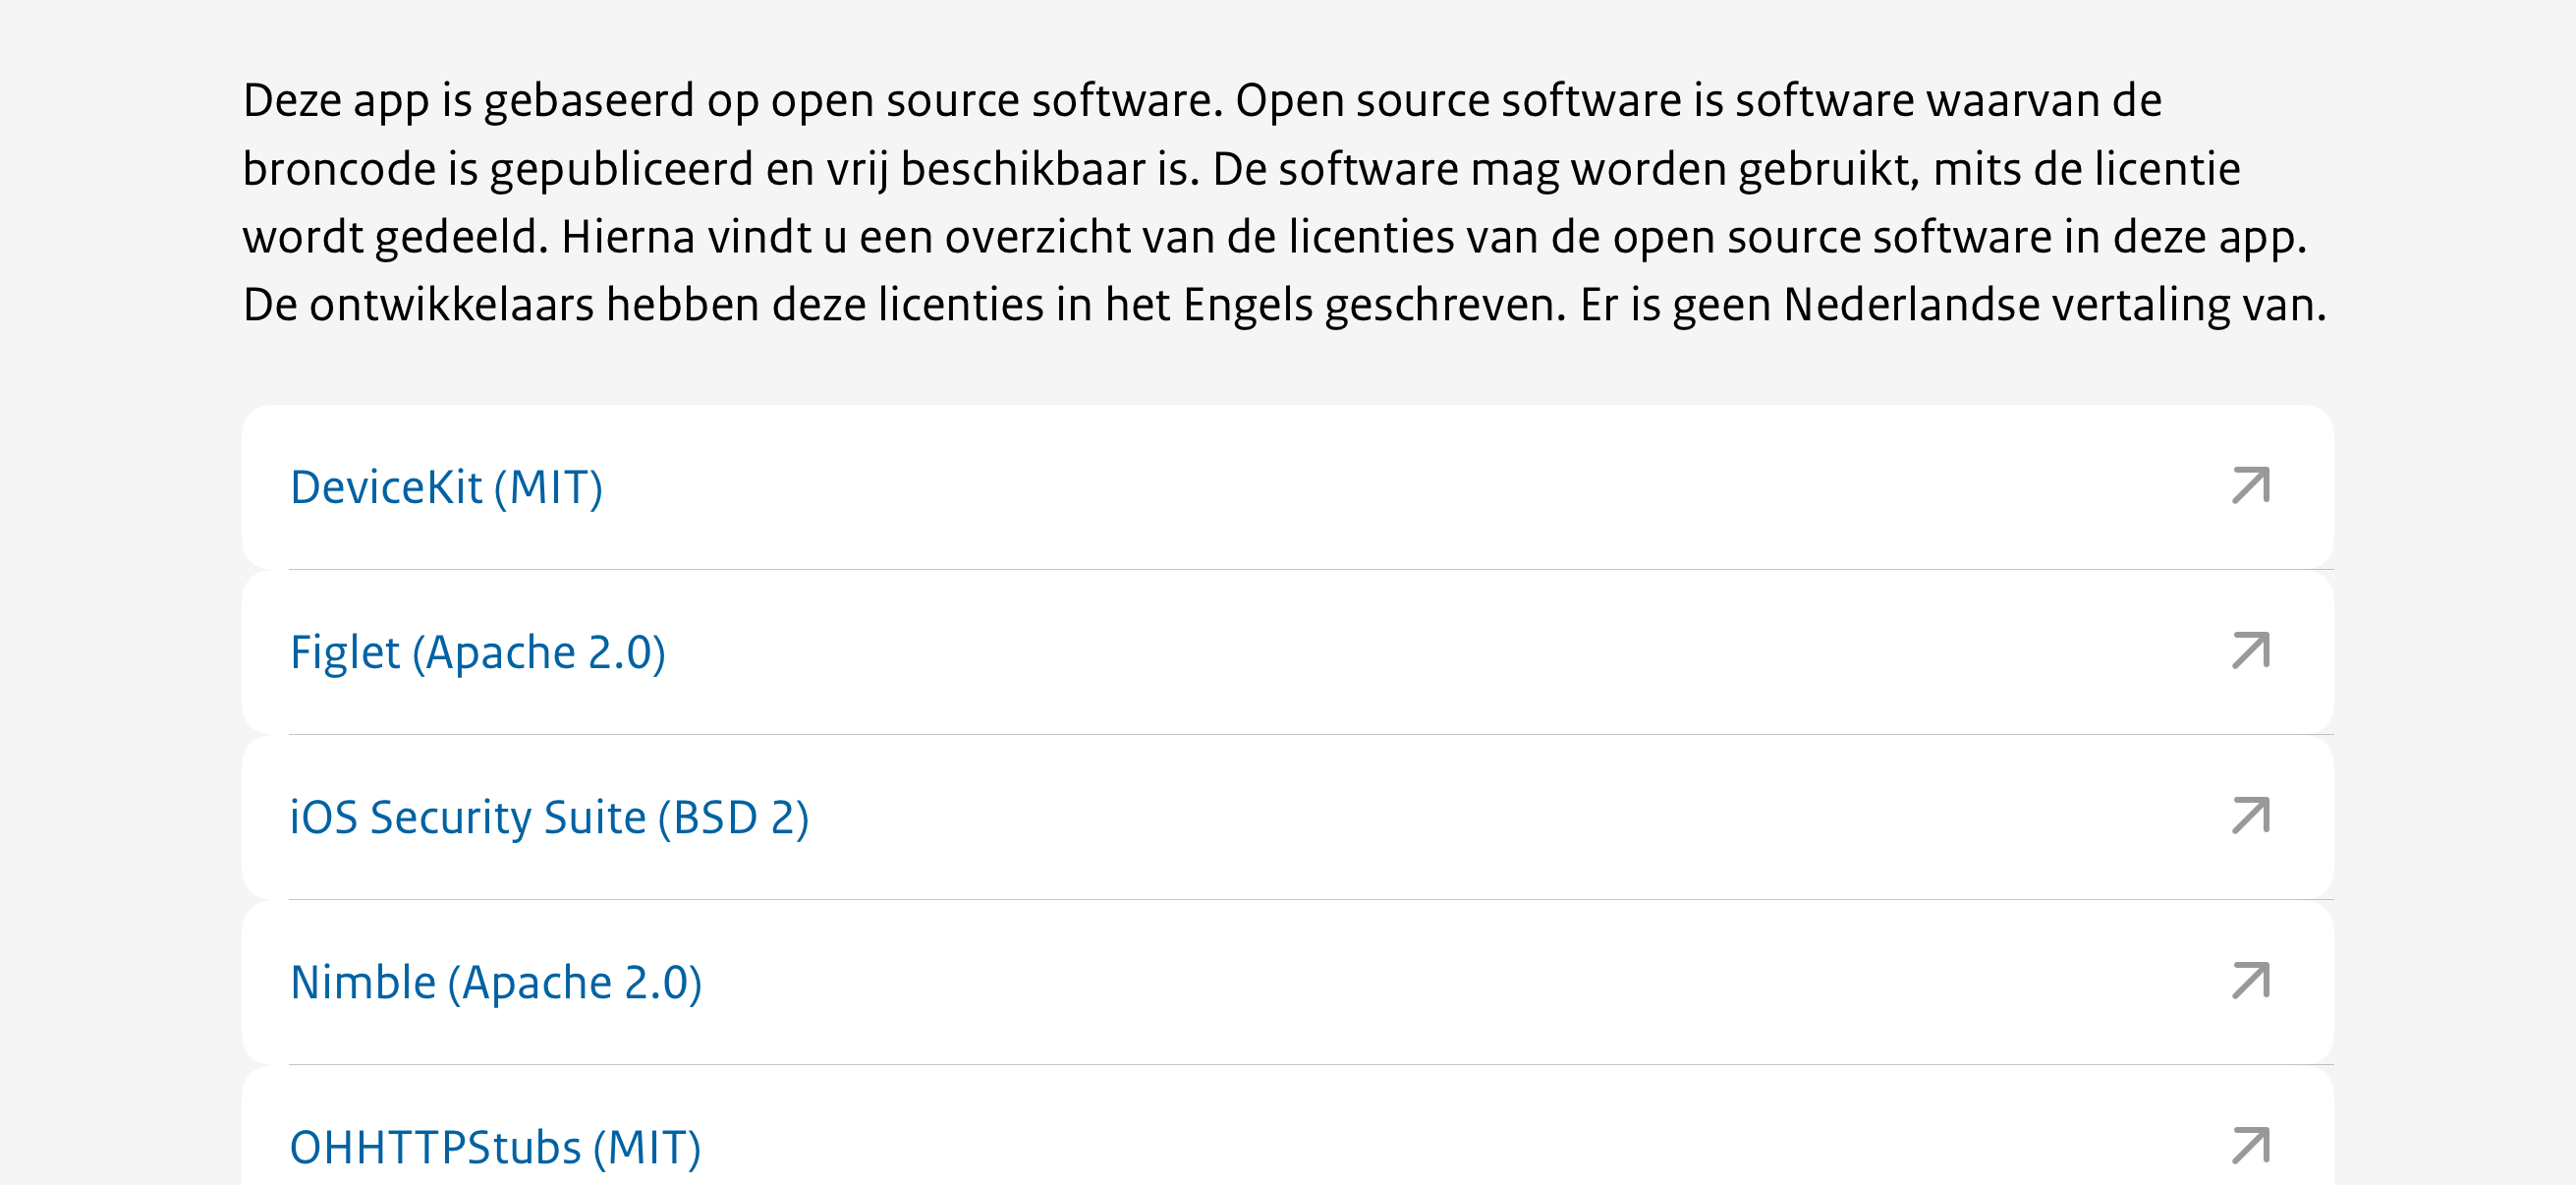 Deze app is gebaseerd op open source software. Open source software is software waarvan de
broncode is gepubliceerd en vrij beschikbaar is. De software mag worden gebruikt, mits de licentie
wordt gedeeld. Hierna vindt u een overzicht van de licenties van de open source software in deze app.
De ontwikkelaars hebben deze licenties in het Engels geschreven. Er is geen Nederlandse vertaling van.
DeviceKit (MIT)
Figlet (Apache 2.0)
iOS Security Suite (BSD 2)
Nimble (Apache 2.0)
OHHTTPStubs (MIT)